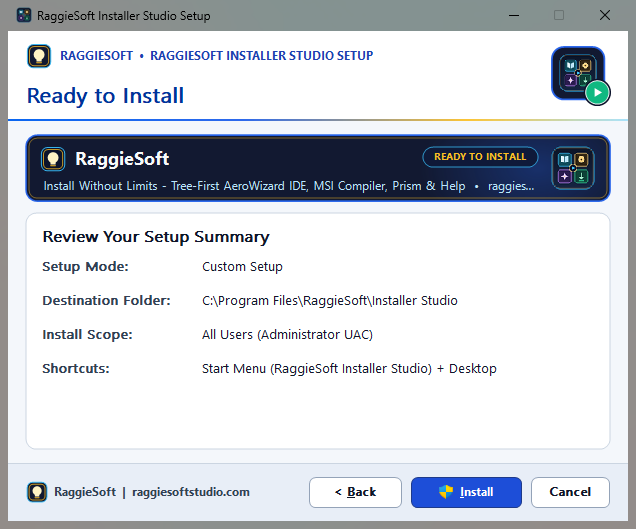 RaggieSoft Installer Studio Setup
RAGGIESOFT • RAGGIESOFT INSTALLER STUDIO SETUP
Ready to Install
RaggieSoft
READY TO INSTALL
Install Without Limits - Tree-First AeroWizard IDE, MSI Compiler, Prism & Help • raggies...
Review Your Setup Summary
Setup Mode: Custom Setup
Destination Folder: C:\Program Files\RaggieSoft\Installer Studio
Install Scope: All Users (Administrator UAC)
Shortcuts: Start Menu (RaggieSoft Installer Studio) + Desktop
RaggieSoft | raggiesoftstudio.com
< Back
Install
Cancel